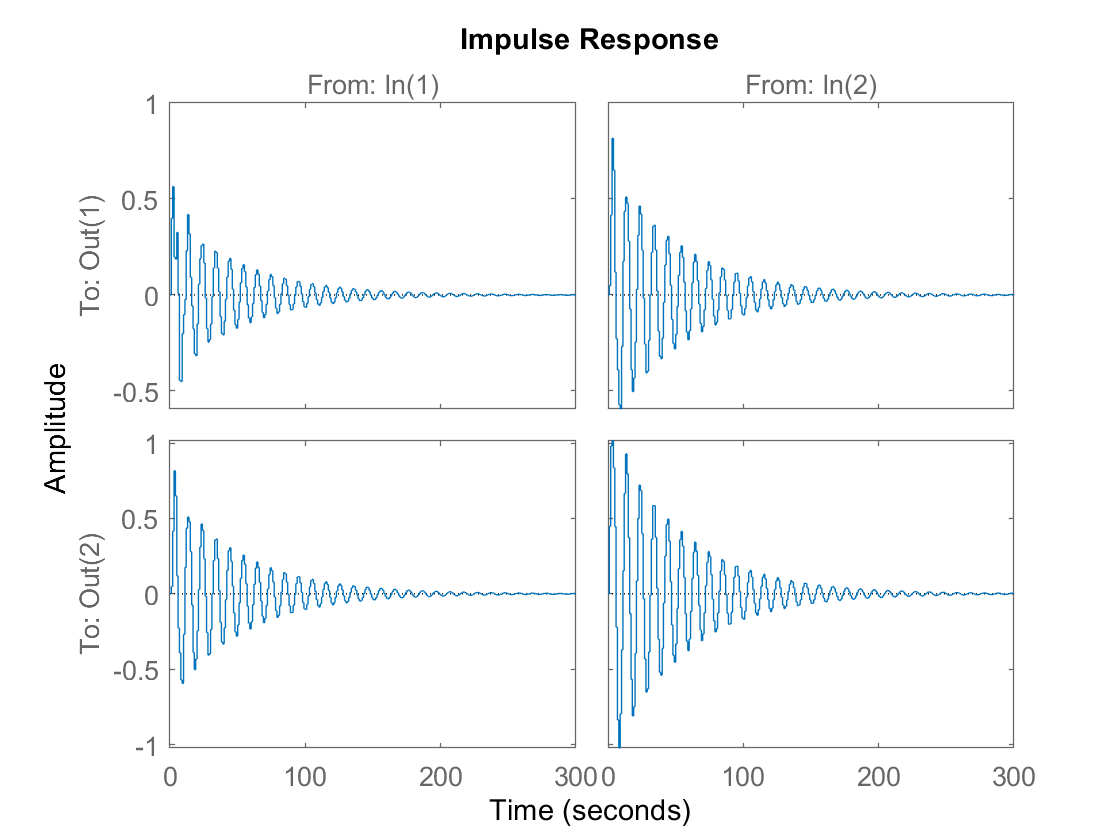 Impulse Response
From: In(1)
From: In(2)
To: Out(1)
1
0.5
0
-0.5
Amplitude
To: Out(2)
1
0.5
0
-0.5
-1
0 100 200 300 0 100 200 300
Time (seconds)